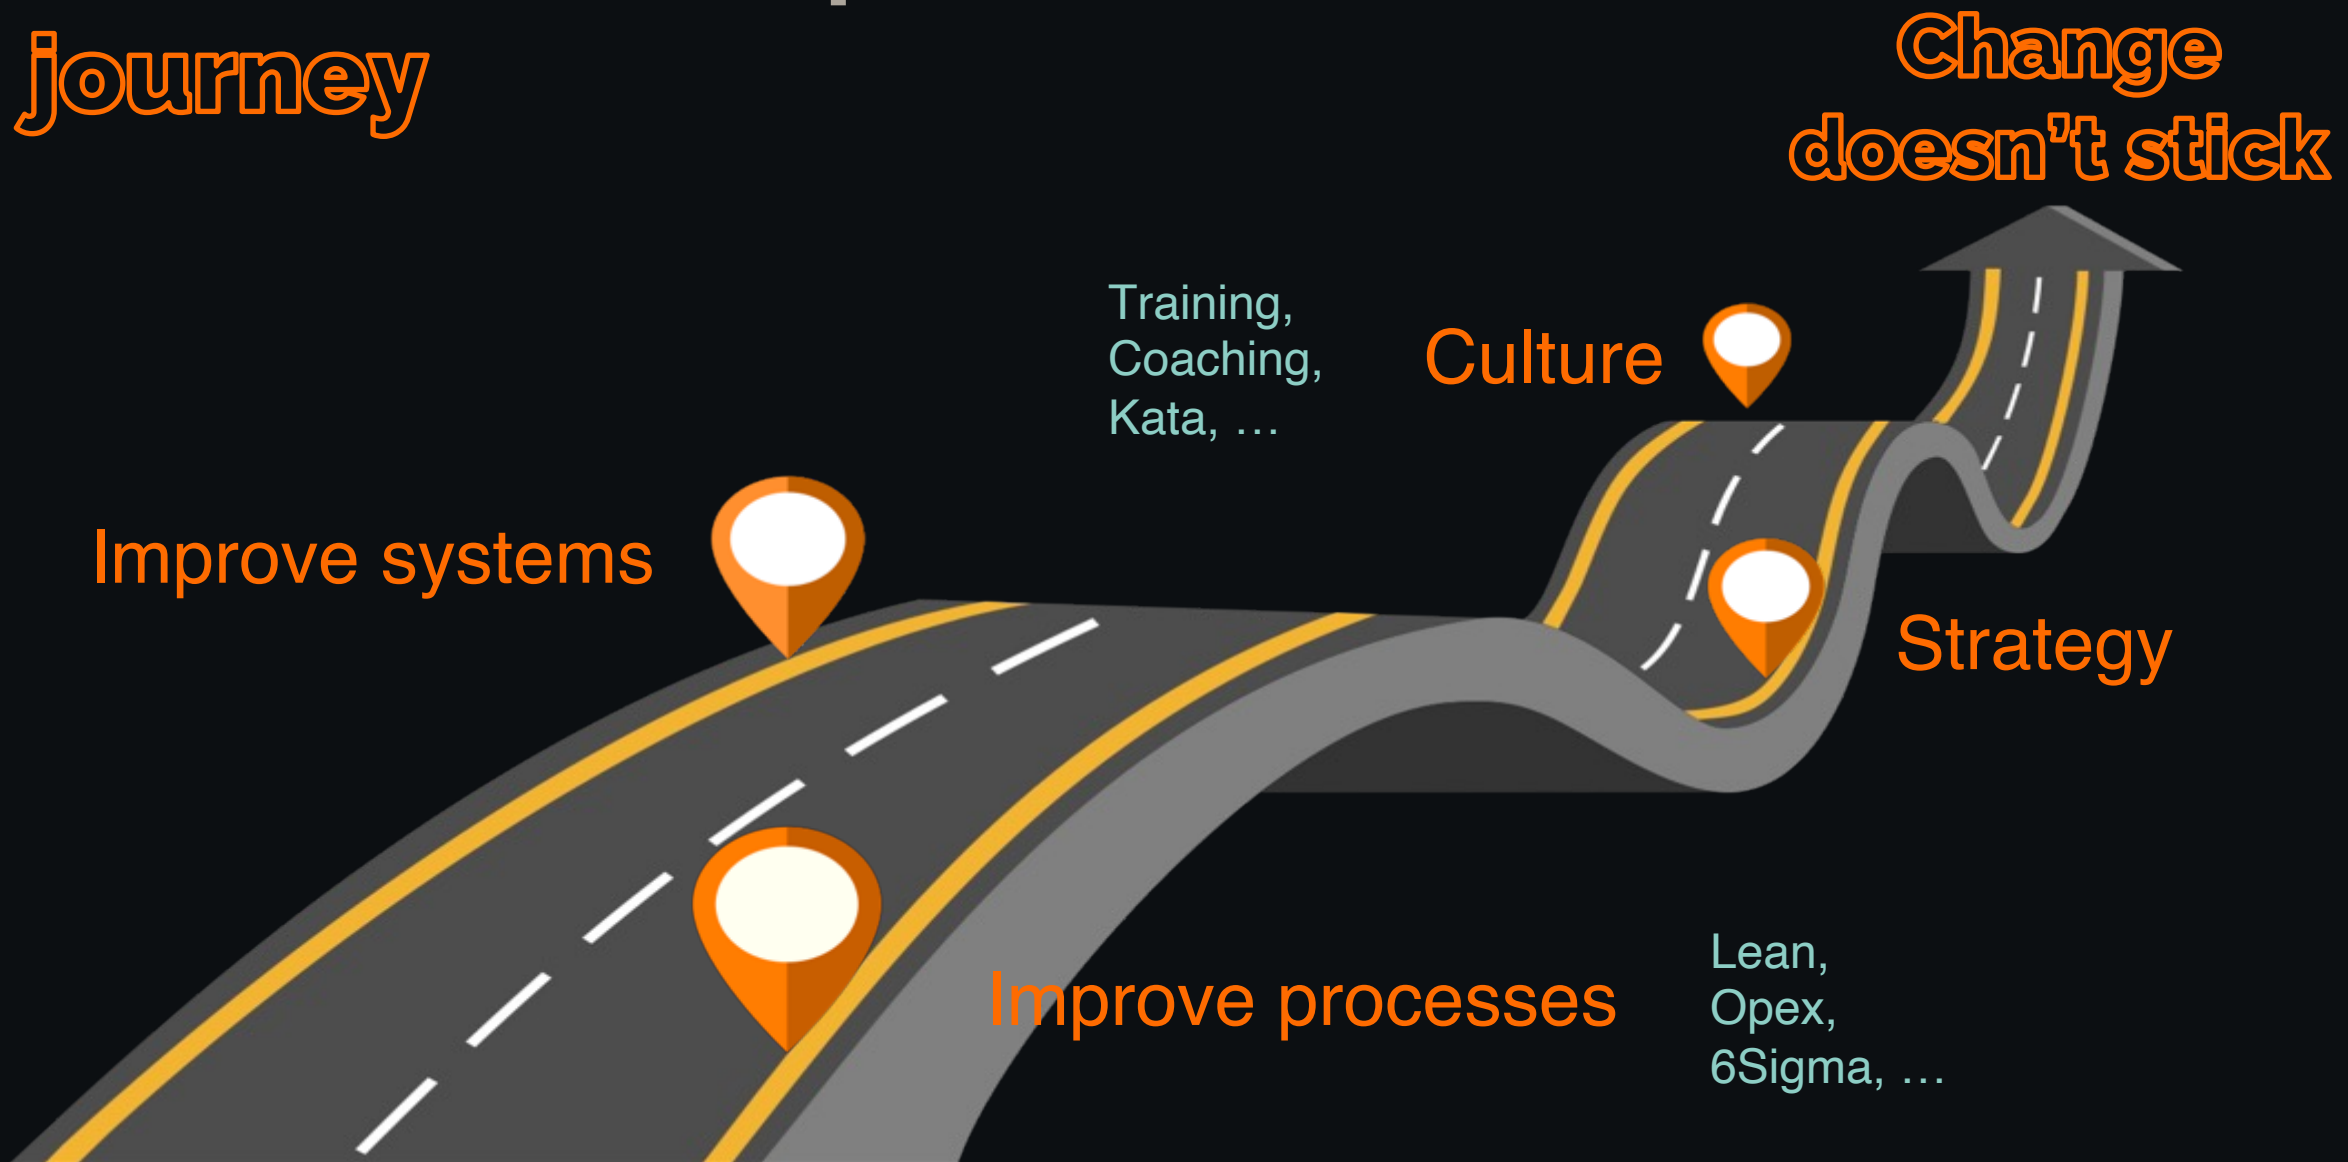 journey
Change
doesn't stick
Training,
Coaching,
Kata, …
Culture
Improve systems
Strategy
Improve processes
Lean,
Opex,
6Sigma, …